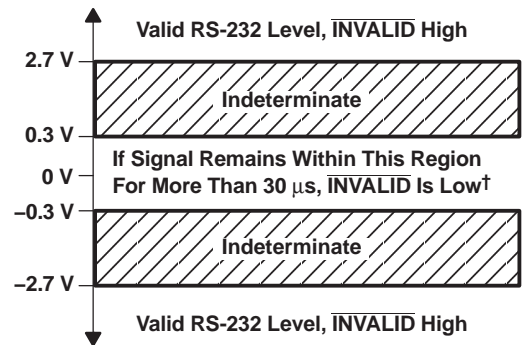 Valid RS-232 Level, INVALID High
2.7 V
Indeterminate
0.3 V
If Signal Remains Within This Region
0 V
For More Than 30 μs, INVALID Is Low†
–0.3 V
Indeterminate
–2.7 V
Valid RS-232 Level, INVALID High